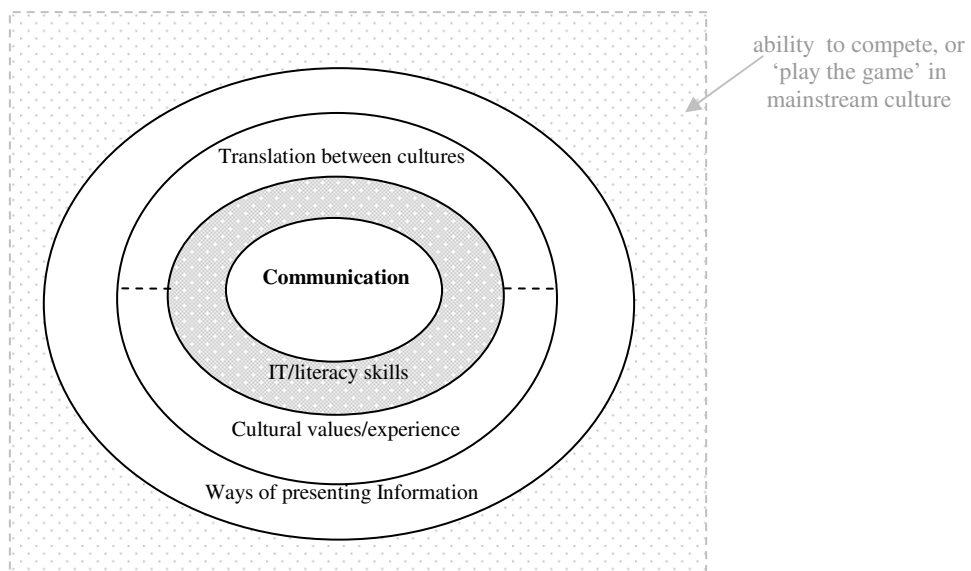 ability to compete, or
‘play the game’ in
mainstream culture
Translation between cultures
Communication
IT/literacy skills
Cultural values/experience
Ways of presenting Information